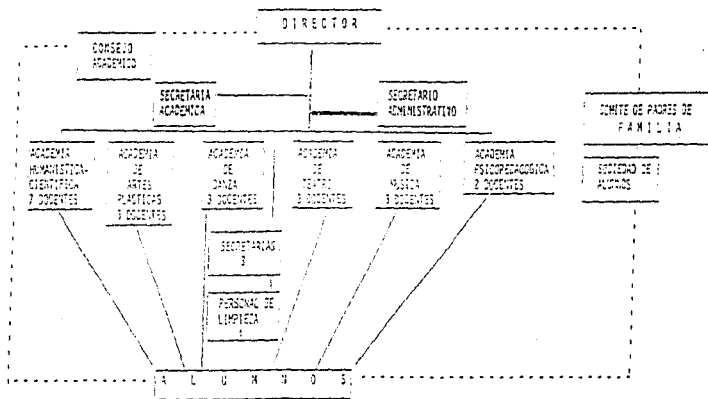 DIRECTOR
CONSEJO
ACADEMICO
SECRETARIA
ACADEMICA
SECRETARIO
ADMINISTRATIVO
COMITE DE PADRES DE
FAMILIA
SOCIEDAD DE
ALUMNOS
ACADEMIA
HUMANISTICA-
CIENTIFICA
7 DOCENTES
ACADEMIA
DE
ARTES
PLASTICAS
3 DOCENTES
ACADEMIA
DE
DANZA
3 DOCENTES
ACADEMIA
DE
TEATRO
3 DOCENTES
ACADEMIA
DE
MUSICA
3 DOCENTES
ACADEMIA
PSICOPEDAGOGICA
2 DOCENTES
SECRETARIAS
3
PERSONAL DE
LIMPIEZA
ALUMNOS